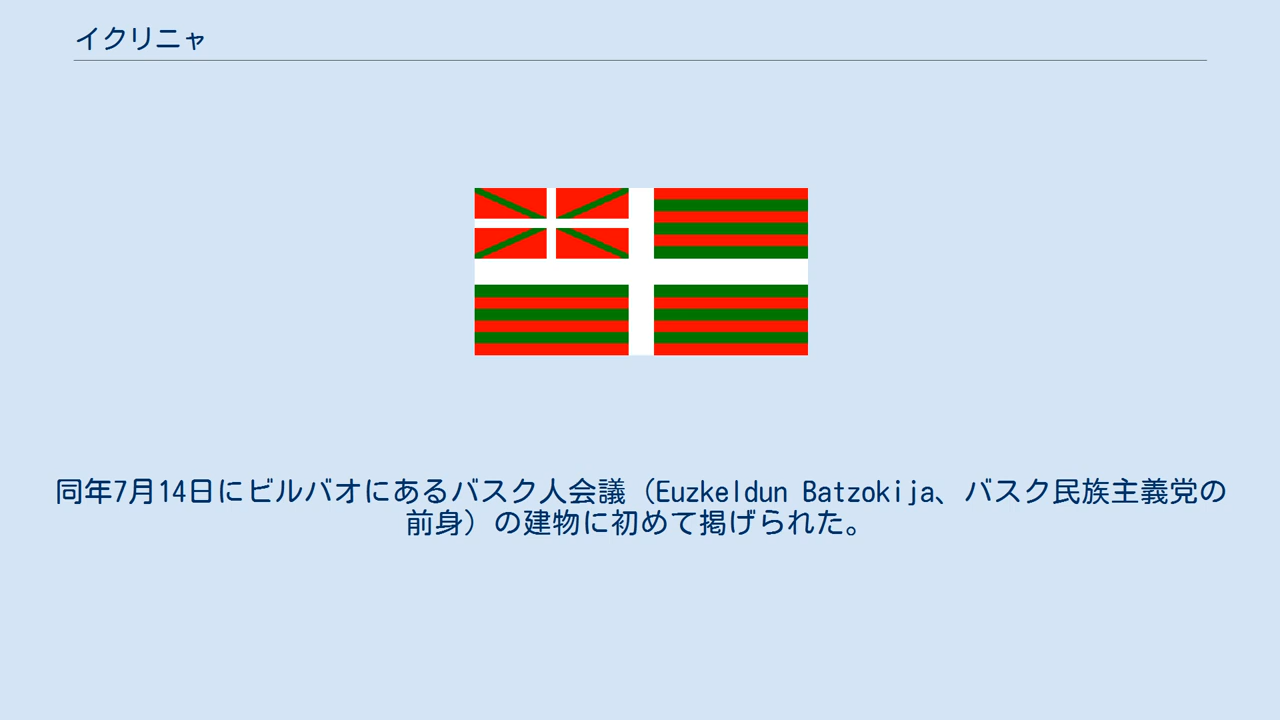 イクリニャ
同年7月14日にビルバオにあるバスク人会議（Euzkeldun Batzokija、バスク民族主義党の
前身）の建物に初めて掲げられた。